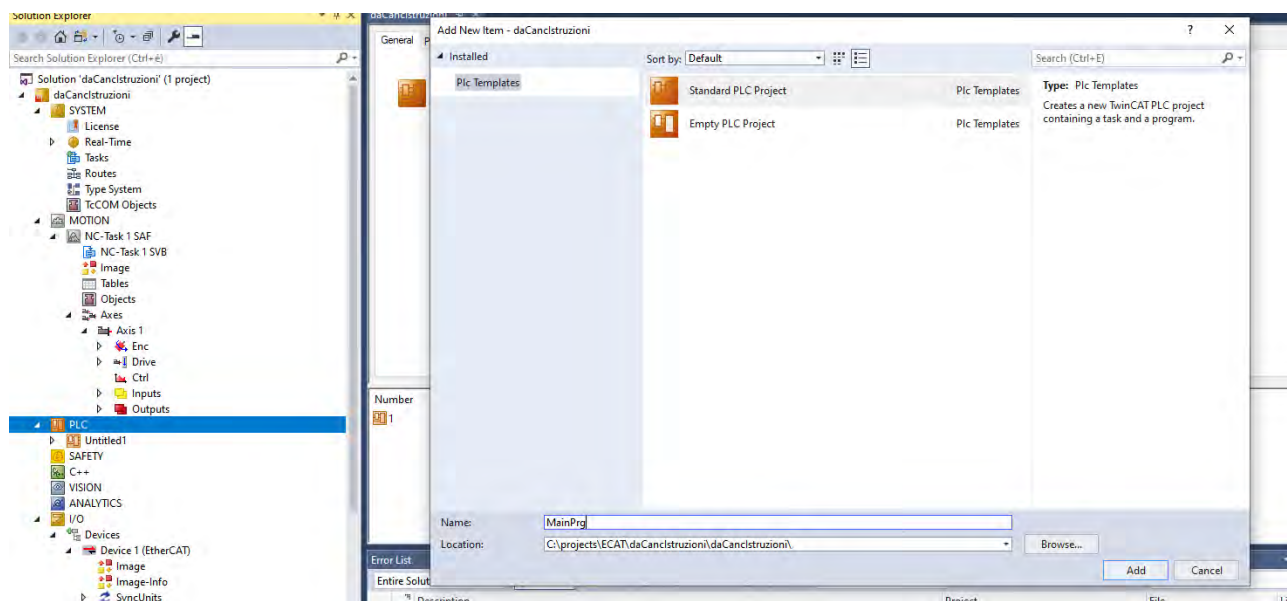 Solution Explorer
Search Solution Explorer (Ctrl+è)
Solution 'daCancIstruzioni' (1 project)
daCancIstruzioni
SYSTEM
License
Real-Time
Tasks
Routes
Type System
TcCOM Objects
MOTION
NC-Task 1 SAF
NC-Task 1 SVB
Image
Tables
Objects
Axes
Axis 1
Enc
Drive
Ctrl
Inputs
Outputs
PLC
Untitled1
SAFETY
C++
VISION
ANALYTICS
I/O
Devices
Device 1 (EtherCAT)
Image
Image-Info
SyncUnits
daCancIstruzioni
General
Number
1
Error List
Entire Solut
Description
Project
File
Add New Item - daCancIstruzioni
? X
Installed
Plc Templates
Sort by: Default
Standard PLC Project Plc Templates
Empty PLC Project Plc Templates
Search (Ctrl+E)
Type: Plc Templates
Creates a new TwinCAT PLC project
containing a task and a program.
Name: MainPrg
Location: C:\projects\ECAT\daCancIstruzioni\daCancIstruzioni\
Browse...
Add Cancel